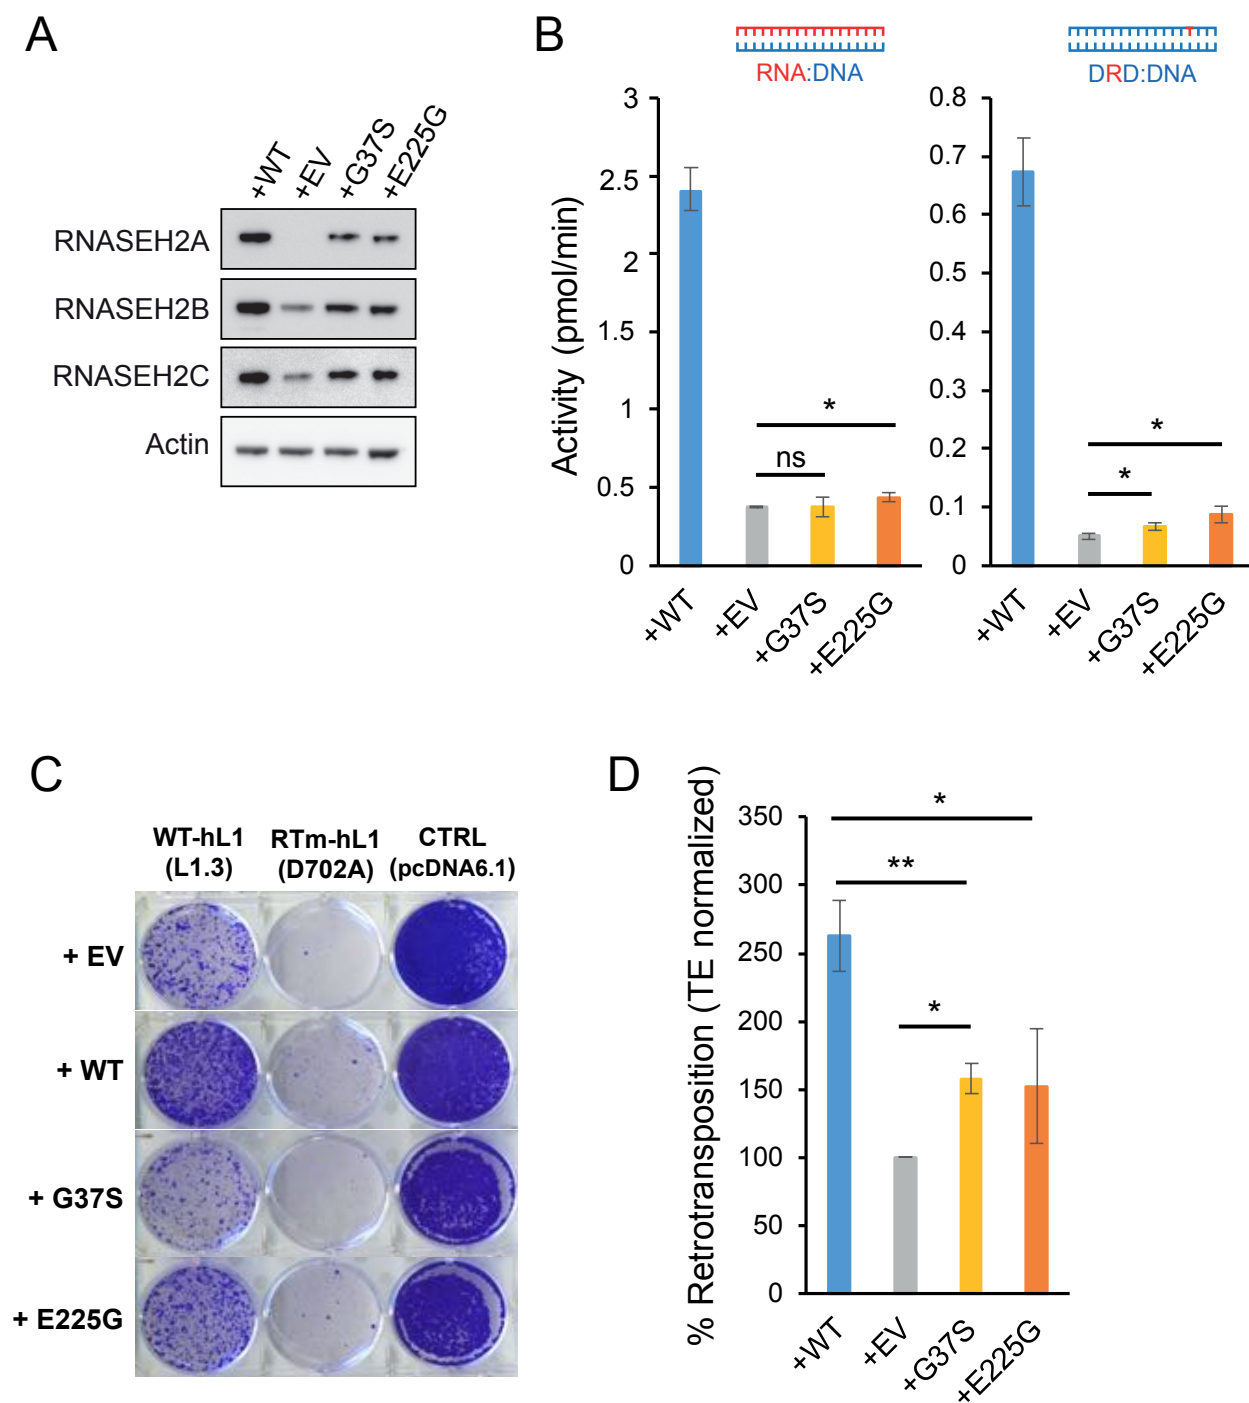 A
+WT
+EV
+G37S
+E225G
RNASEH2A
RNASEH2B
RNASEH2C
Actin
B
RNA:DNA
DRD:DNA
Activity (pmol/min)
3
2.5
2
1.5
1
0.5
0
*
ns
+WT
+EV
+G37S
+E225G
0.8
0.7
0.6
0.5
0.4
0.3
0.2
0.1
0
*
*
+WT
+EV
+G37S
+E225G
C
WT-hL1
(L1.3)
RTm-hL1
(D702A)
CTRL
(pcDNA6.1)
+ EV
+ WT
+ G37S
+ E225G
D
% Retrotransposition (TE normalized)
350
300
250
200
150
100
50
0
*
**
*
+WT
+EV
+G37S
+E225G